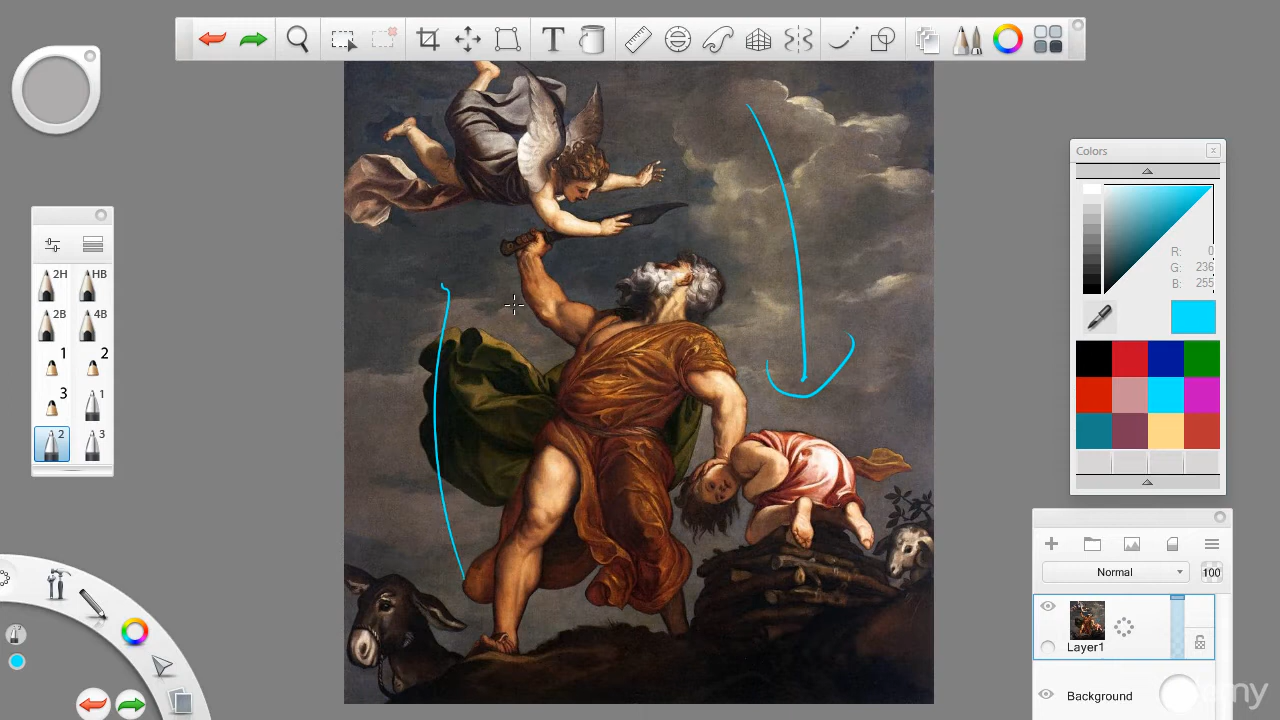 T
Colors
R: 0
G: 236
B: 255
2H
HB
2B
4B
1
2
3
1
2
3
Normal
100
Layer1
Background